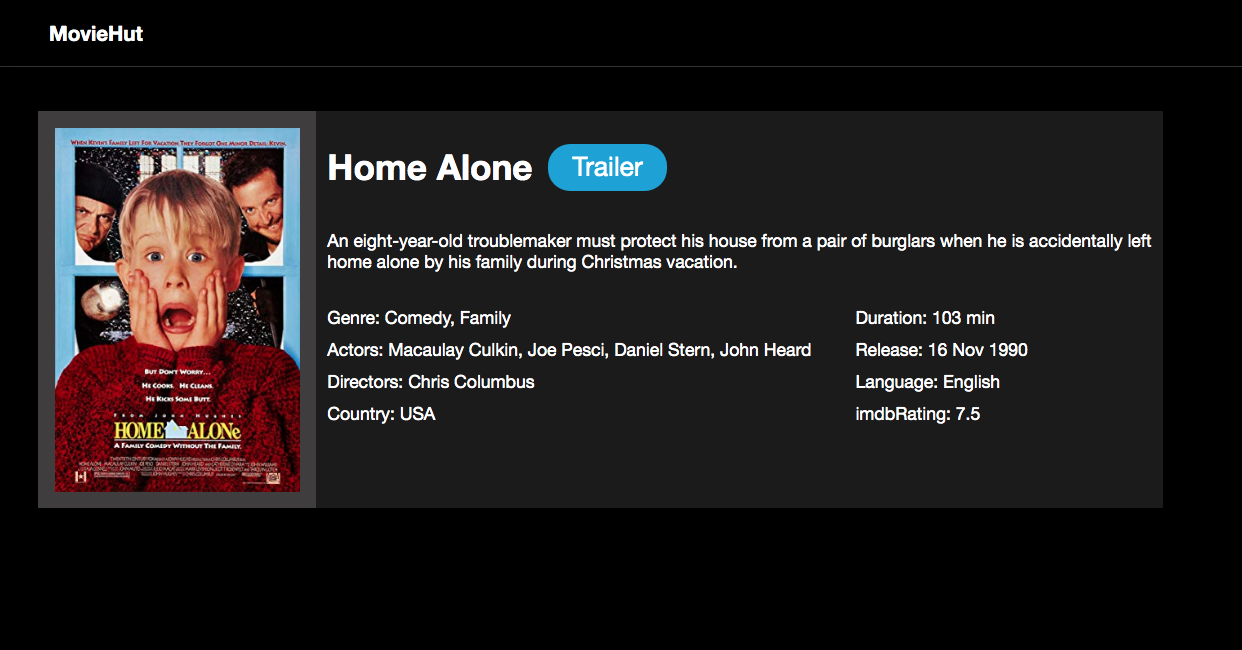 MovieHut
WHEN KEVIN'S FAMILY LEFT FOR VACATION THEY FORGOT ONE MINOR DETAIL: KEVIN.
BUT DON'T WORRY...
HE COOKS. HE CLEANS.
HE KICKS SOME BUTT.
FROM JOHN HUGHES
HOME ALONe
A FAMILY COMEDY WITHOUT THE FAMILY.
Home Alone
Trailer
An eight-year-old troublemaker must protect his house from a pair of burglars when he is accidentally left
home alone by his family during Christmas vacation.
Genre: Comedy, Family
Actors: Macaulay Culkin, Joe Pesci, Daniel Stern, John Heard
Directors: Chris Columbus
Country: USA
Duration: 103 min
Release: 16 Nov 1990
Language: English
imdbRating: 7.5